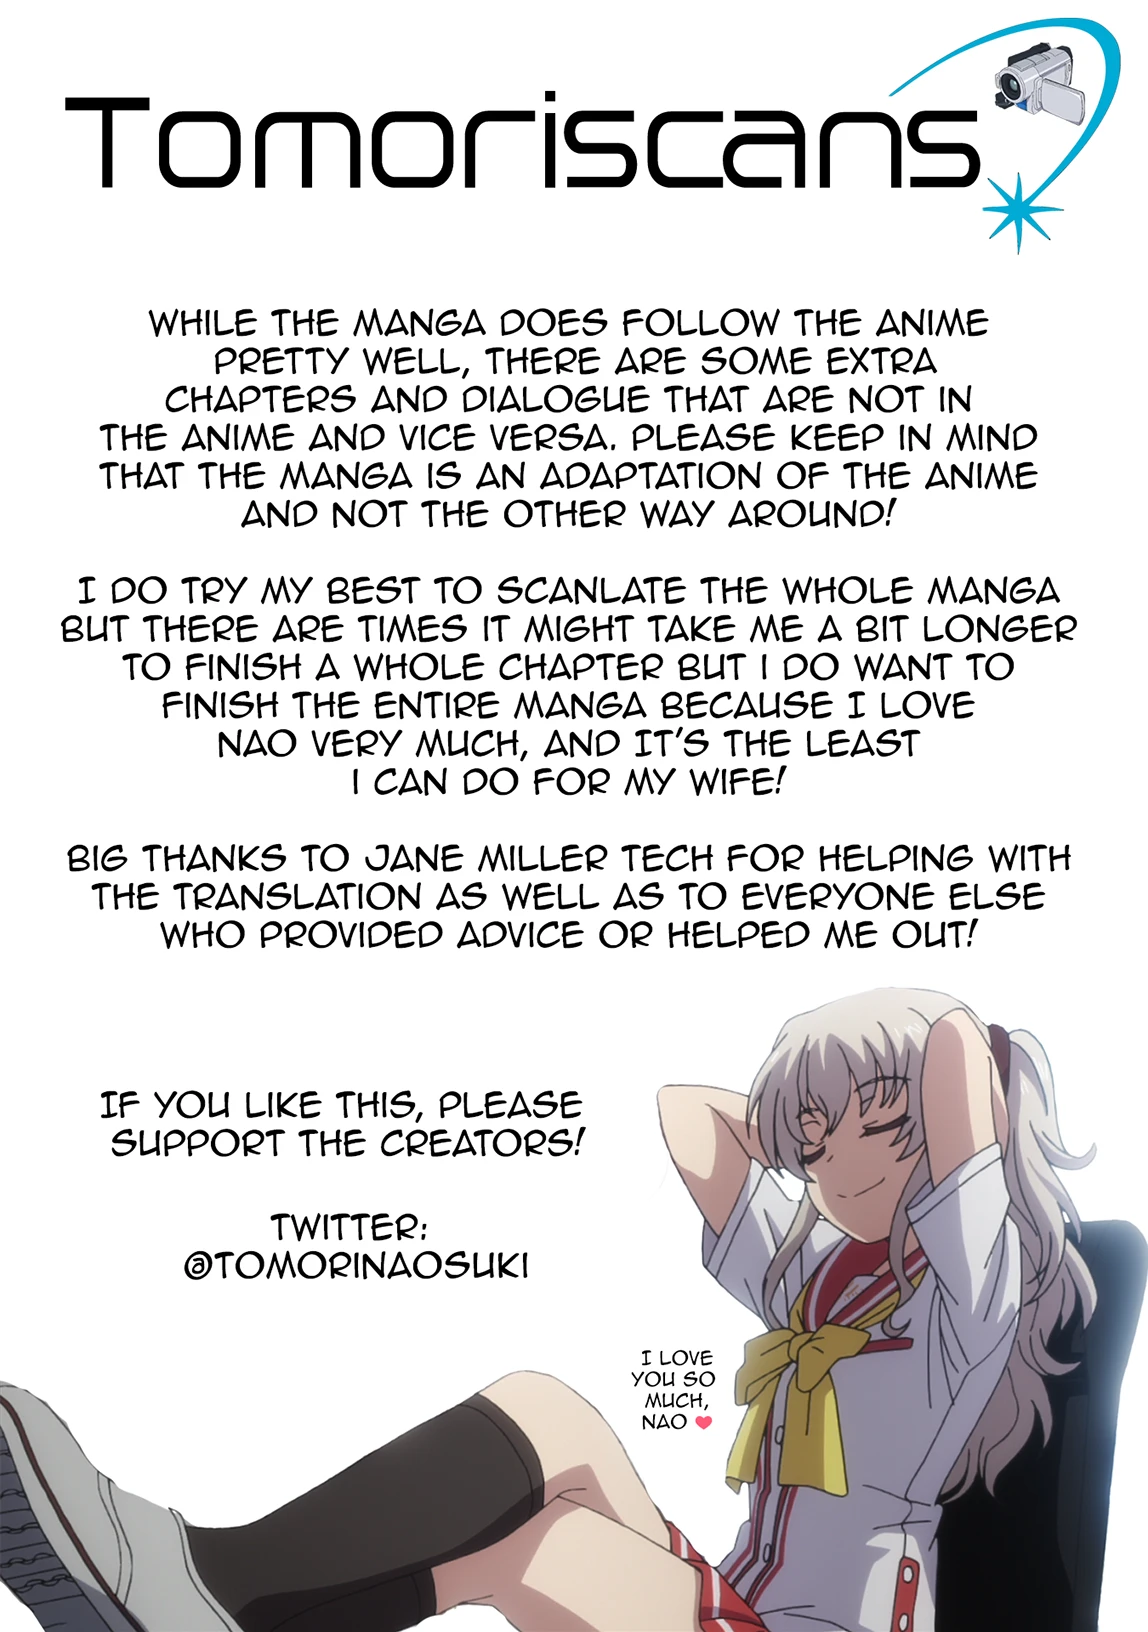 Tomoriscans
WHILE THE MANGA DOES FOLLOW THE ANIME
PRETTY WELL, THERE ARE SOME EXTRA
CHAPTERS AND DIALOGUE THAT ARE NOT IN
THE ANIME AND VICE VERSA. PLEASE KEEP IN MIND
THAT THE MANGA IS AN ADAPTATION OF THE ANIME
AND NOT THE OTHER WAY AROUND!
I DO TRY MY BEST TO SCANLATE THE WHOLE MANGA
BUT THERE ARE TIMES IT MIGHT TAKE ME A BIT LONGER
TO FINISH A WHOLE CHAPTER BUT I DO WANT TO
FINISH THE ENTIRE MANGA BECAUSE I LOVE
NAO VERY MUCH, AND IT'S THE LEAST
I CAN DO FOR MY WIFE!
BIG THANKS TO JANE MILLER TECH FOR HELPING WITH
THE TRANSLATION AS WELL AS TO EVERYONE ELSE
WHO PROVIDED ADVICE OR HELPED ME OUT!
IF YOU LIKE THIS, PLEASE
SUPPORT THE CREATORS!
TWITTER:
@TOMORINAOSUKI
I LOVE
YOU SO
MUCH,
NAO ❤